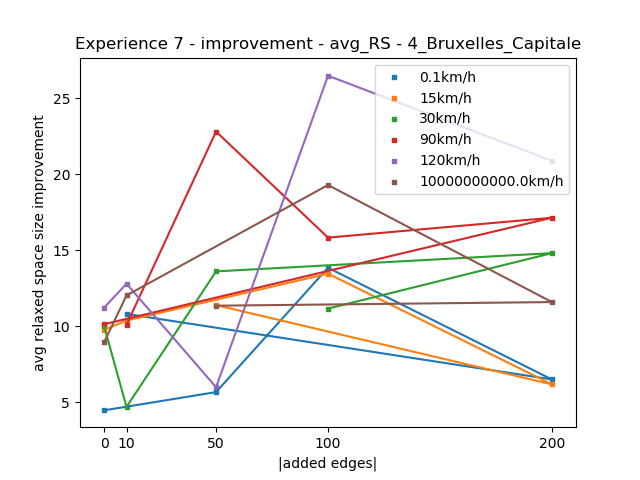 Experience 7 - improvement - avg_RS - 4_Bruxelles_Capitale
0.1km/h
15km/h
30km/h
90km/h
120km/h
10000000000.0km/h
avg relaxed space size improvement
25
20
15
10
5
0 10 50 100 200
|added edges|